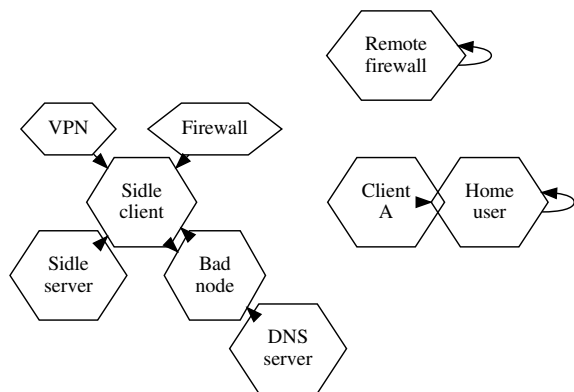 Remote
firewall
VPN
Firewall
Sidle
client
Client
A
Home
user
Sidle
server
Bad
node
DNS
server